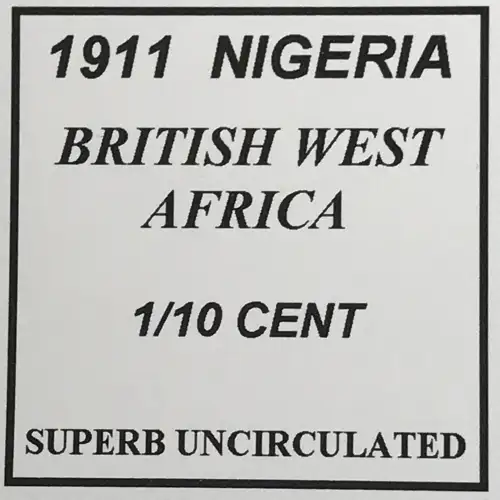 1911 NIGERIA
BRITISH WEST
AFRICA
1/10 CENT
SUPERB UNCIRCULATED